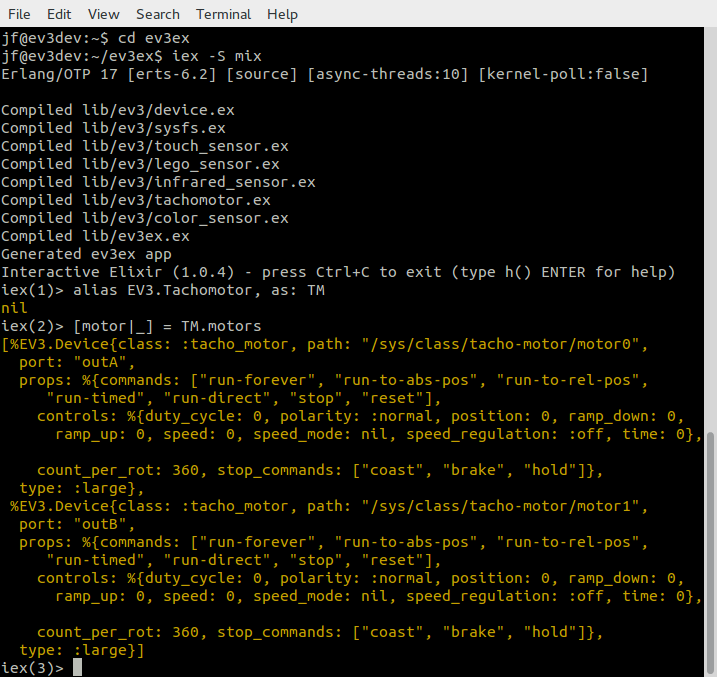 File Edit View Search Terminal Help
jf@ev3dev:~$ cd ev3ex
jf@ev3dev:~/ev3ex$ iex -S mix
Erlang/OTP 17 [erts-6.2] [source] [async-threads:10] [kernel-poll:false]
Compiled lib/ev3/device.ex
Compiled lib/ev3/sysfs.ex
Compiled lib/ev3/touch_sensor.ex
Compiled lib/ev3/lego_sensor.ex
Compiled lib/ev3/infrared_sensor.ex
Compiled lib/ev3/tachomotor.ex
Compiled lib/ev3/color_sensor.ex
Compiled lib/ev3ex.ex
Generated ev3ex app
Interactive Elixir (1.0.4) - press Ctrl+C to exit (type h() ENTER for help)
iex(1)> alias EV3.Tachomotor, as: TM
nil
iex(2)> [motor|_] = TM.motors
[%EV3.Device{class: :tacho_motor, path: "/sys/class/tacho-motor/motor0",
  port: "outA",
  props: %{commands: ["run-forever", "run-to-abs-pos", "run-to-rel-pos",
     "run-timed", "run-direct", "stop", "reset"],
    controls: %{duty_cycle: 0, polarity: :normal, position: 0, ramp_down: 0,
      ramp_up: 0, speed: 0, speed_mode: nil, speed_regulation: :off, time: 0},
    count_per_rot: 360, stop_commands: ["coast", "brake", "hold"]},
  type: :large},
 %EV3.Device{class: :tacho_motor, path: "/sys/class/tacho-motor/motor1",
  port: "outB",
  props: %{commands: ["run-forever", "run-to-abs-pos", "run-to-rel-pos",
     "run-timed", "run-direct", "stop", "reset"],
    controls: %{duty_cycle: 0, polarity: :normal, position: 0, ramp_down: 0,
      ramp_up: 0, speed: 0, speed_mode: nil, speed_regulation: :off, time: 0},
    count_per_rot: 360, stop_commands: ["coast", "brake", "hold"]},
  type: :large}]
iex(3)>